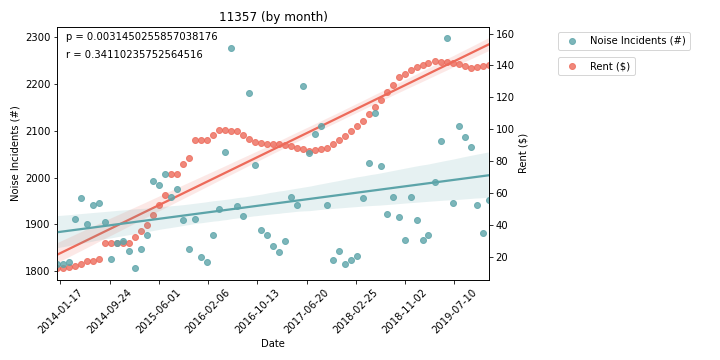 11357 (by month)
p = 0.0031450255857038176
r = 0.34110235752564516
Noise Incidents (#)
Rent ($)
2300
2200
2100
2000
1900
1800
Noise Incidents (#)
160
140
120
100
80
60
40
20
Rent ($)
2014-01-17
2014-09-24
2015-06-01
2016-02-06
2016-10-13
2017-06-20
2018-02-25
2018-11-02
2019-07-10
Date